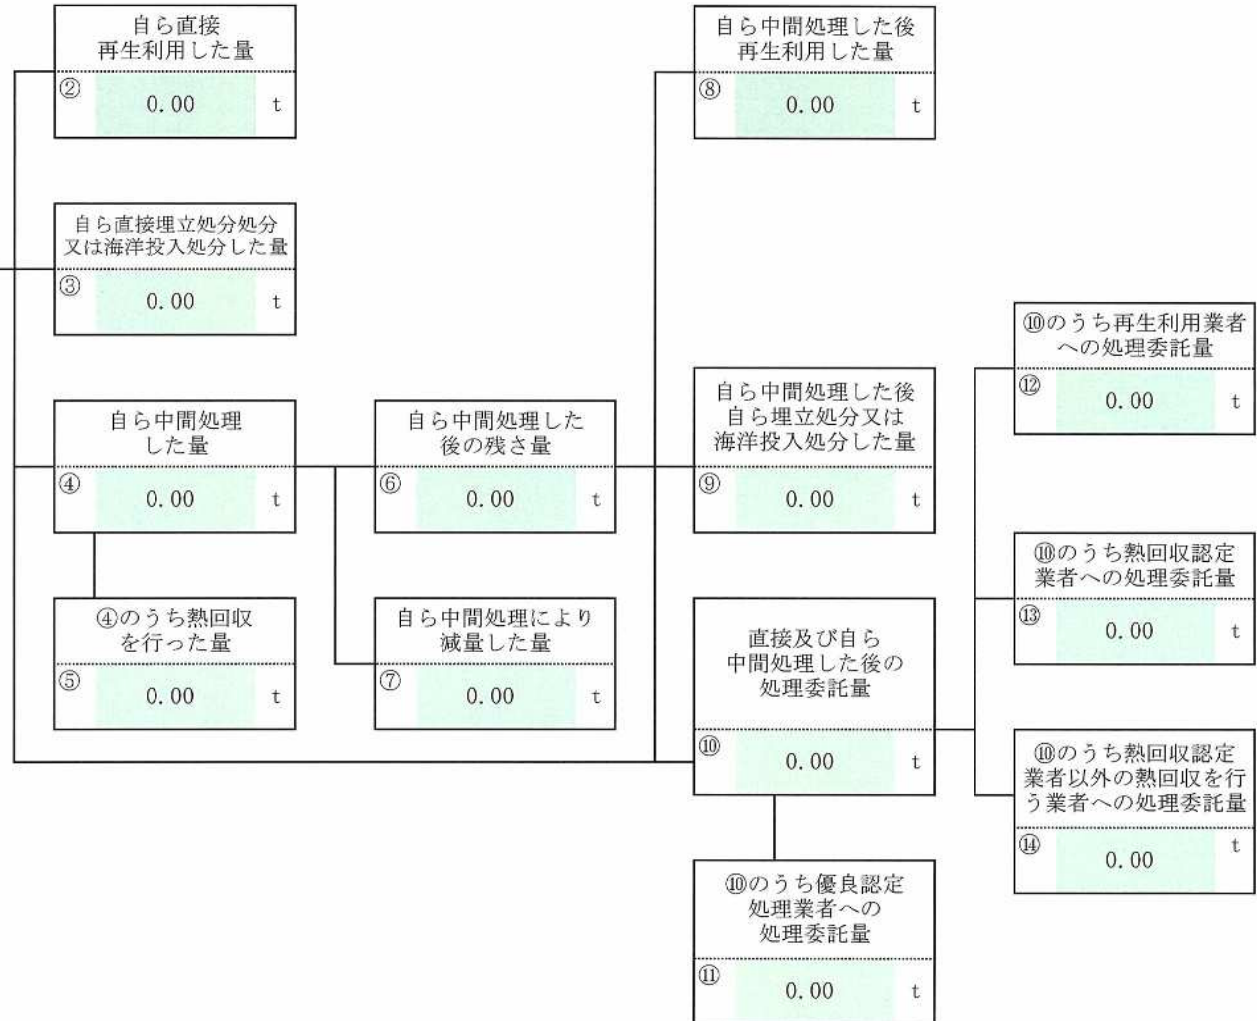 自ら直接
再生利用した量
②
0.00
t
自ら直接埋立処分処分
又は海洋投入処分した量
③
0.00
t
自ら中間処理
した量
④
0.00
t
④のうち熱回収
を行った量
⑤
0.00
t
自ら中間処理した
後の残さ量
⑥
0.00
t
自ら中間処理により
減量した量
⑦
0.00
t
自ら中間処理した後
再生利用した量
⑧
0.00
t
自ら中間処理した後
自ら埋立処分又は
海洋投入処分した量
⑨
0.00
t
直接及び自ら
中間処理した後の
処理委託量
⑩
0.00
t
⑩のうち優良認定
処理業者への
処理委託量
⑪
0.00
t
⑩のうち再生利用業者
への処理委託量
⑫
0.00
t
⑩のうち熱回収認定
業者への処理委託量
⑬
0.00
t
⑩のうち熱回収認定
業者以外の熱回収を行
う業者への処理委託量
⑭
0.00
t